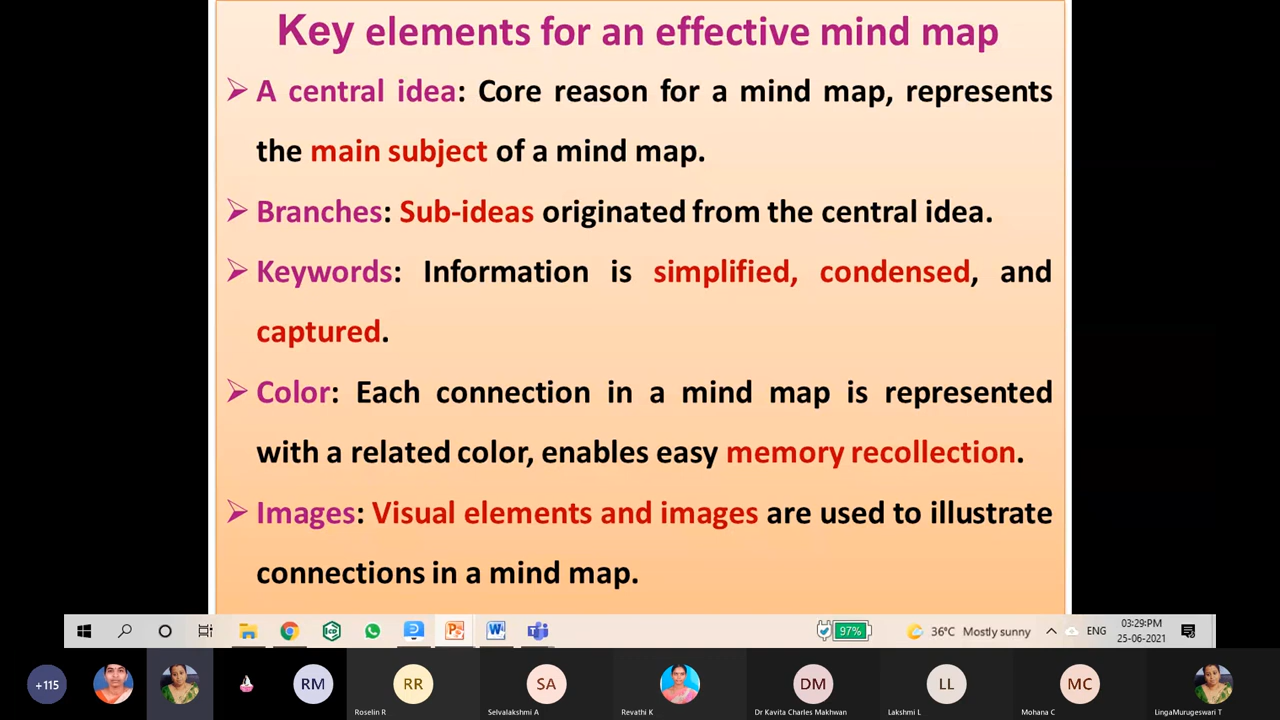 Key elements for an effective mind map
➢ A central idea: Core reason for a mind map, represents
the main subject of a mind map.
➢ Branches: Sub-ideas originated from the central idea.
➢ Keywords: Information is simplified, condensed, and
captured.
➢ Color: Each connection in a mind map is represented
with a related color, enables easy memory recollection.
➢ Images: Visual elements and images are used to illustrate
connections in a mind map.
97% 36°C Mostly sunny ENG 03:29 PM
25-06-2021
+115 RM RR SA DM LL MC
Roselin R Selvalakshmi A Revathi K Dr Kavita Charles Makhwan Lakshmi L Mohana C LingaMurugeswari T